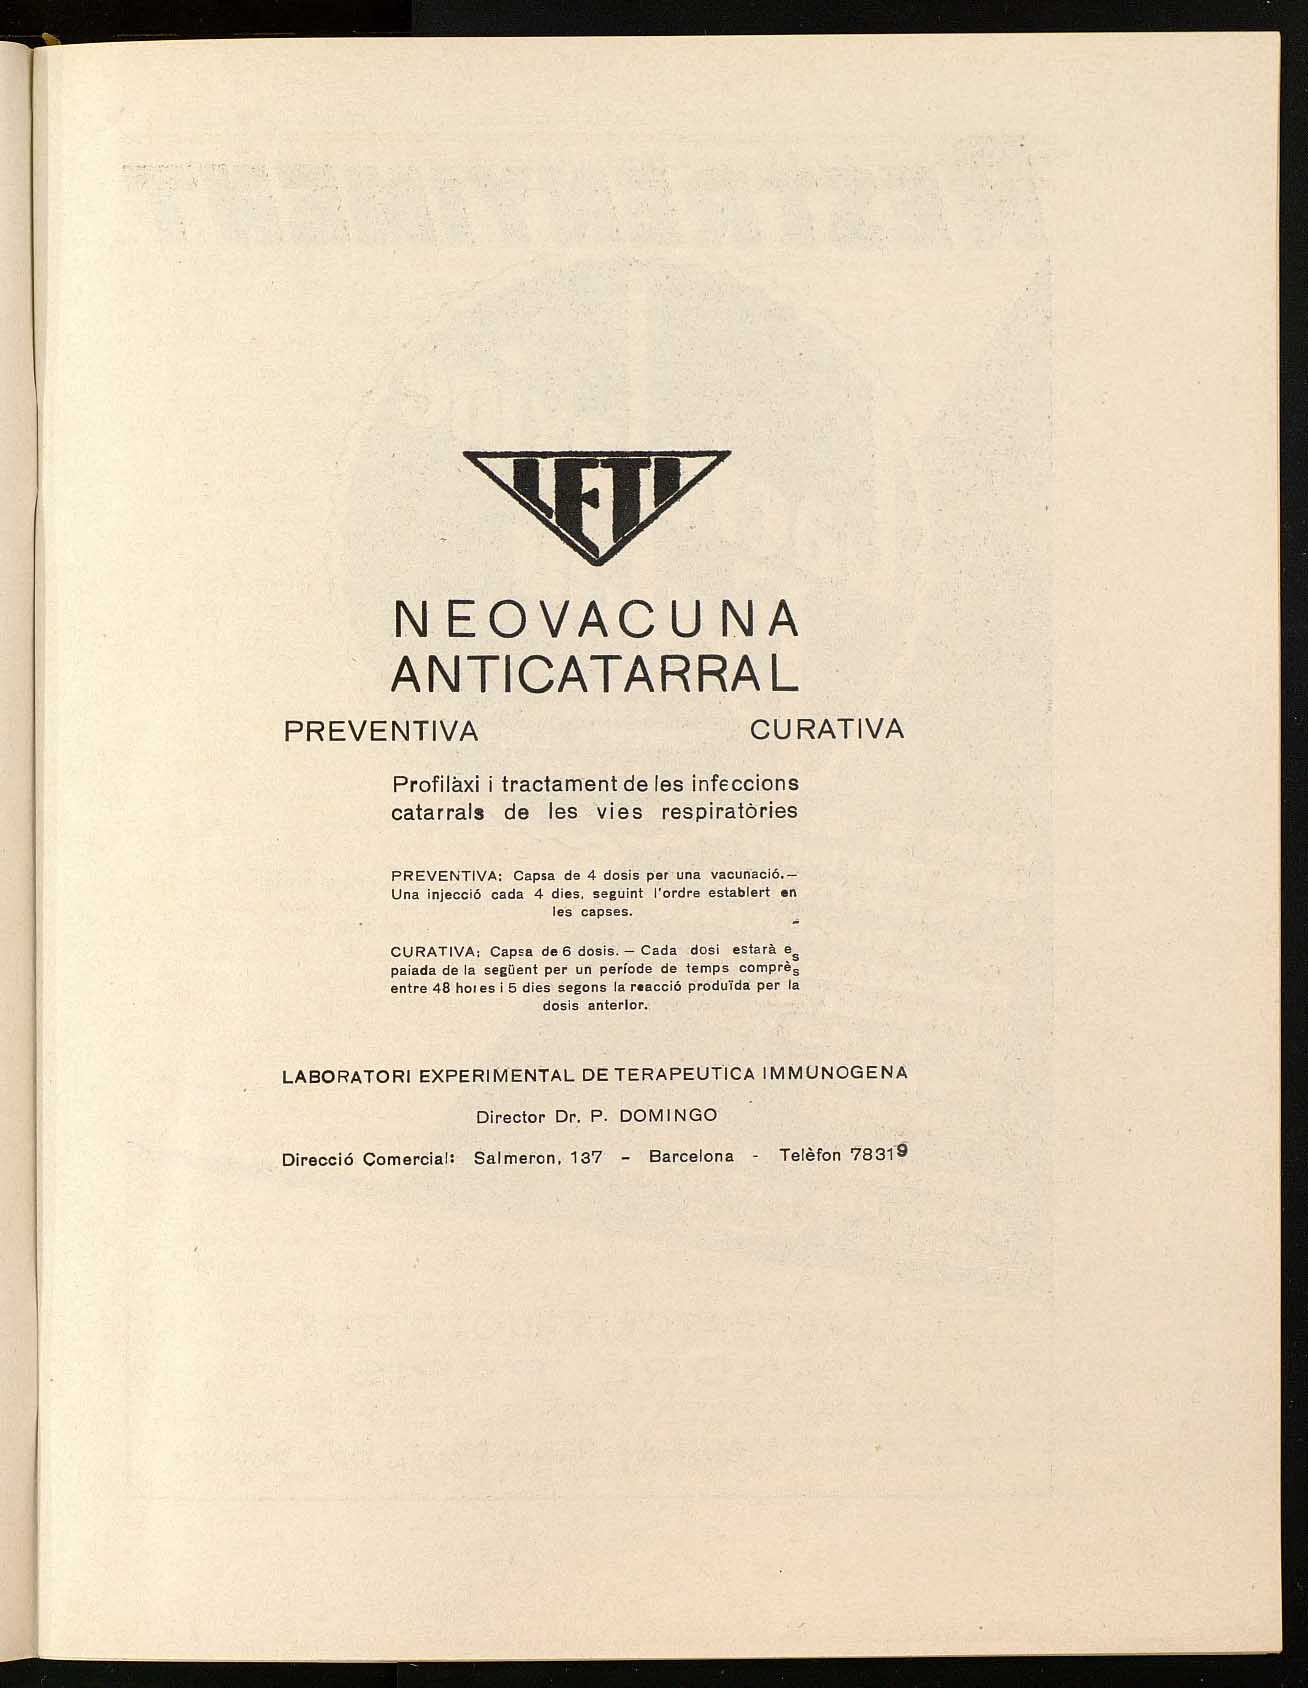 LETI
NEOVACUNA
ANTICATARRAL
PREVENTIVA CURATIVA
Profilàxi i tractament de les infeccions
catarrals de les vies respiratòries
PREVENTIVA: Capsa de 4 dosis per una vacunació.—
Una injecció cada 4 dies, seguint l'ordre establert en
les capses.
CURATIVA: Capsa de 6 dosis. — Cada dosi estarà es
paiada de la següent per un període de temps comprès
entre 48 hores i 5 dies segons la reacció produïda per la
dosis anterior.
LABORATORI EXPERIMENTAL DE TERAPEUTICA IMMUNOGENA
Director Dr. P. DOMINGO
Direcció Comercial: Salmeron, 137 - Barcelona - Telèfon 78319